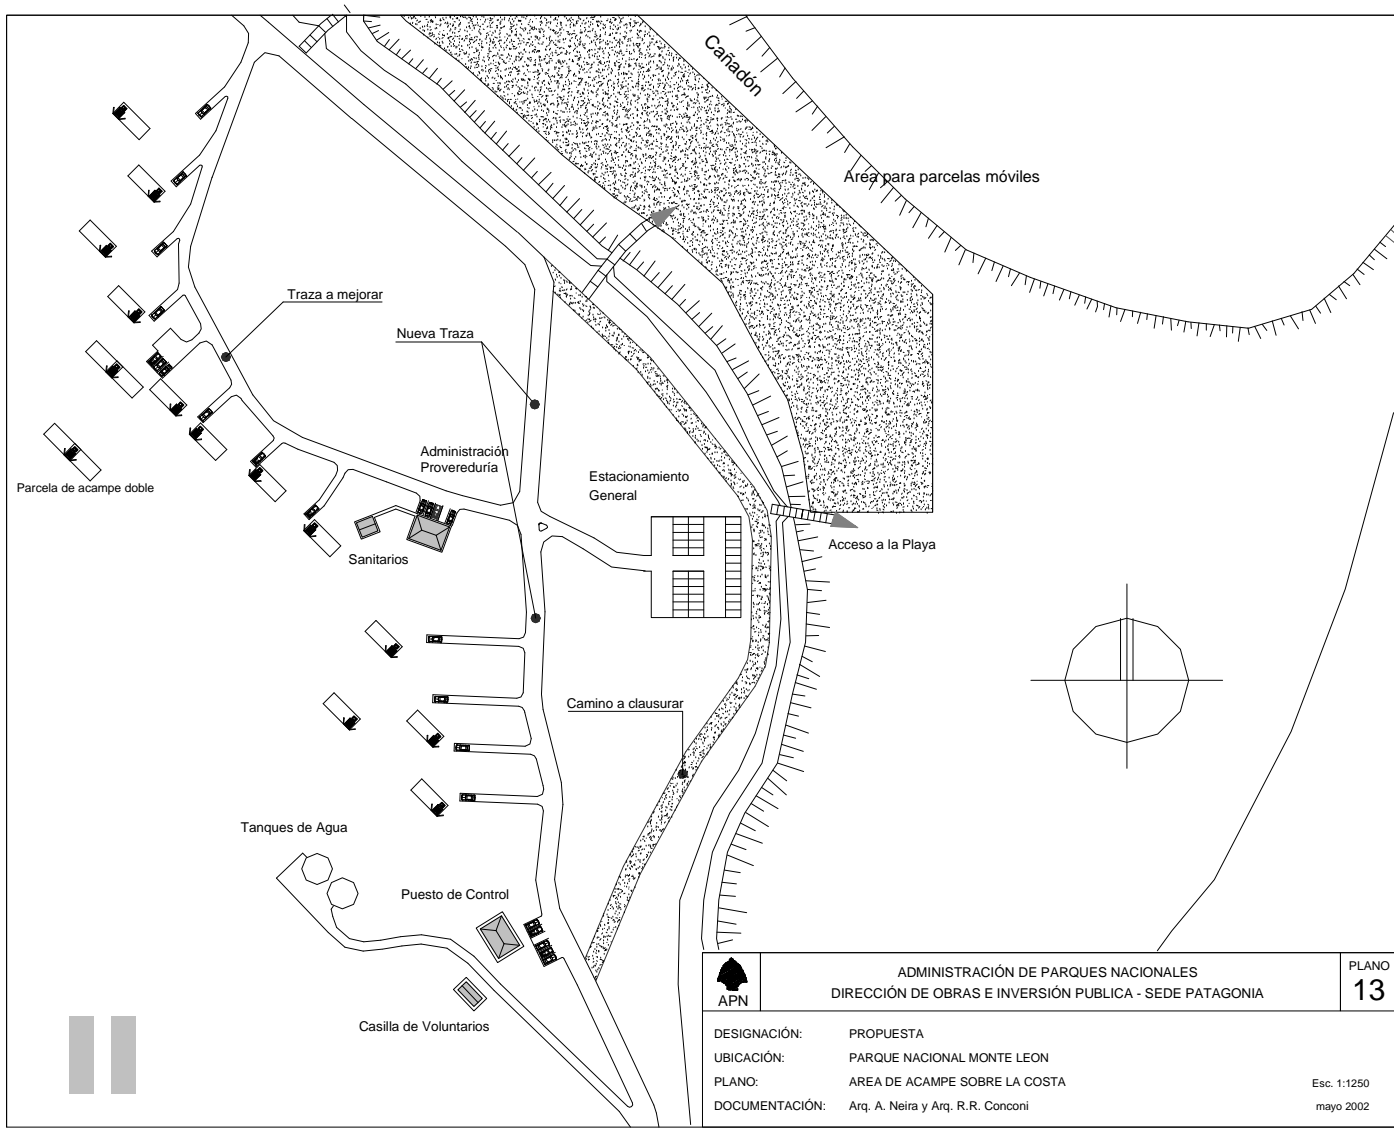 Cañadón
Area para parcelas móviles
Traza a mejorar
Nueva Traza
Administración
Provereduría
Estacionamiento
General
Parcela de acampe doble
Sanitarios
Acceso a la Playa
Camino a clausurar
Tanques de Agua
Puesto de Control
Casilla de Voluntarios
APN
ADMINISTRACIÓN DE PARQUES NACIONALES
DIRECCIÓN DE OBRAS E INVERSIÓN PUBLICA - SEDE PATAGONIA
PLANO
13
DESIGNACIÓN: PROPUESTA
UBICACIÓN: PARQUE NACIONAL MONTE LEON
PLANO: AREA DE ACAMPE SOBRE LA COSTA
Esc. 1:1250
DOCUMENTACIÓN: Arq. A. Neira y Arq. R.R. Conconi
mayo 2002